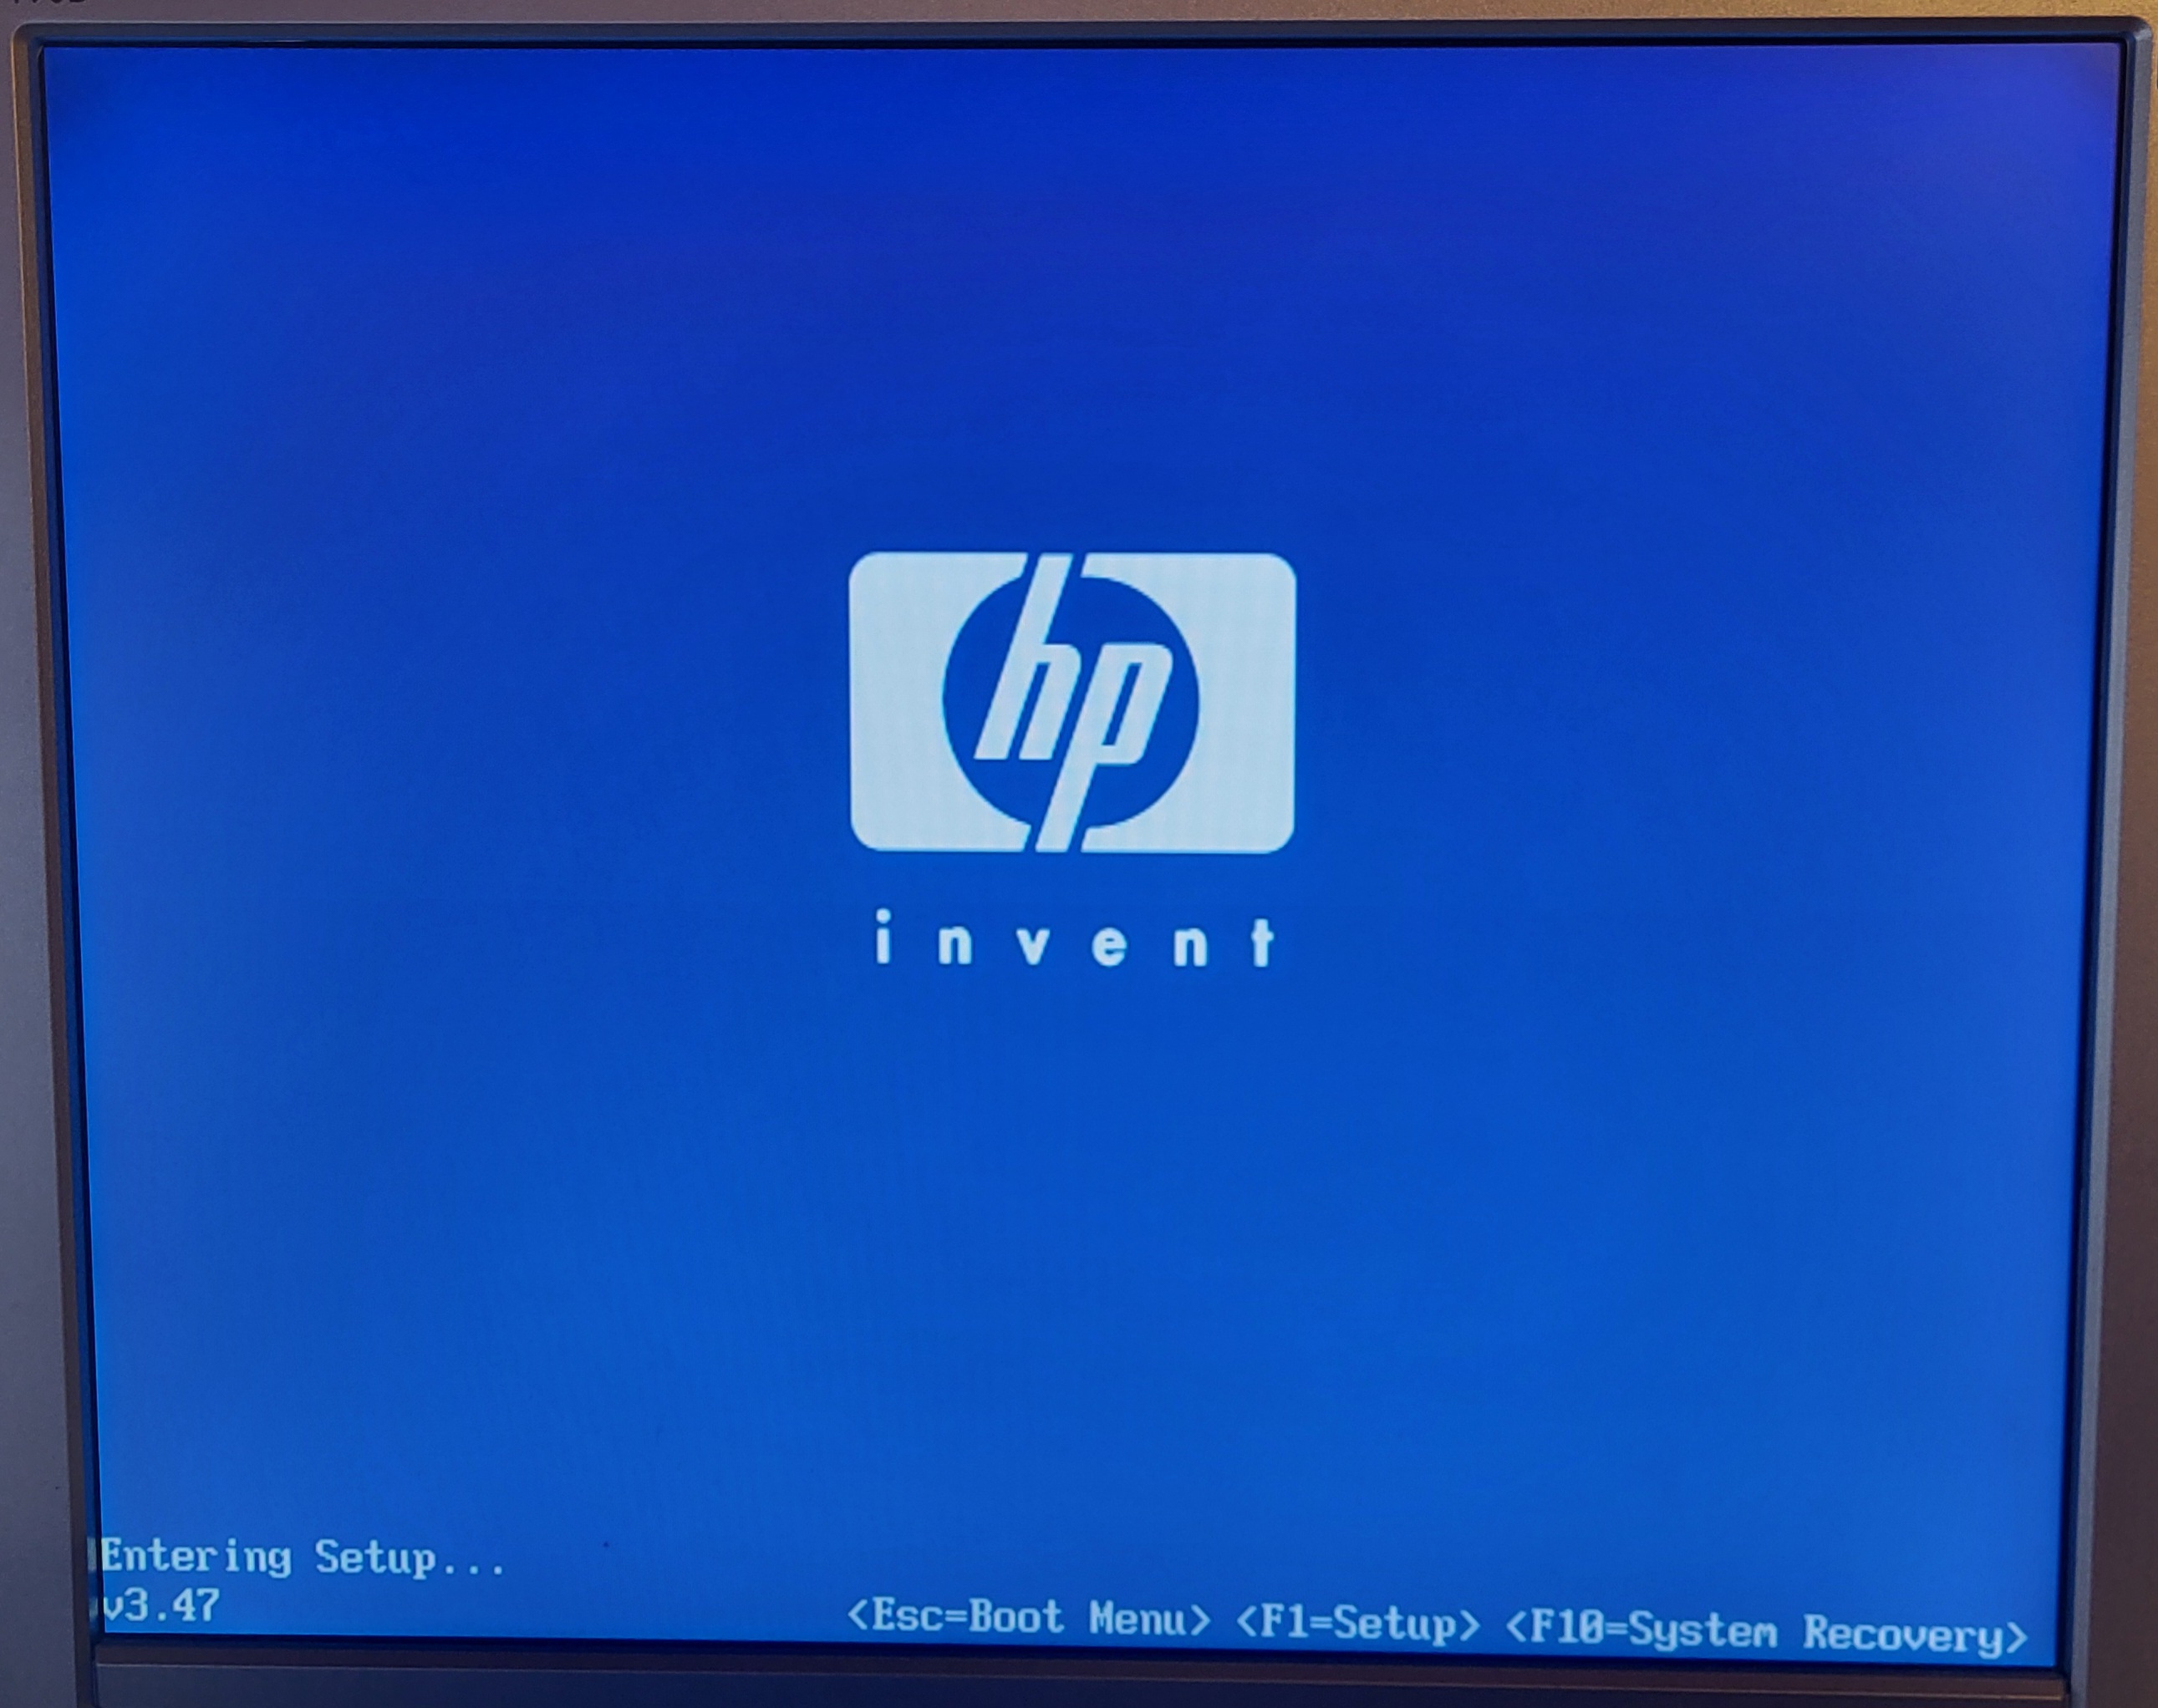 hp
invent
Entering Setup...
v3.47
<Esc=Boot Menu> <F1=Setup> <F10=System Recovery>